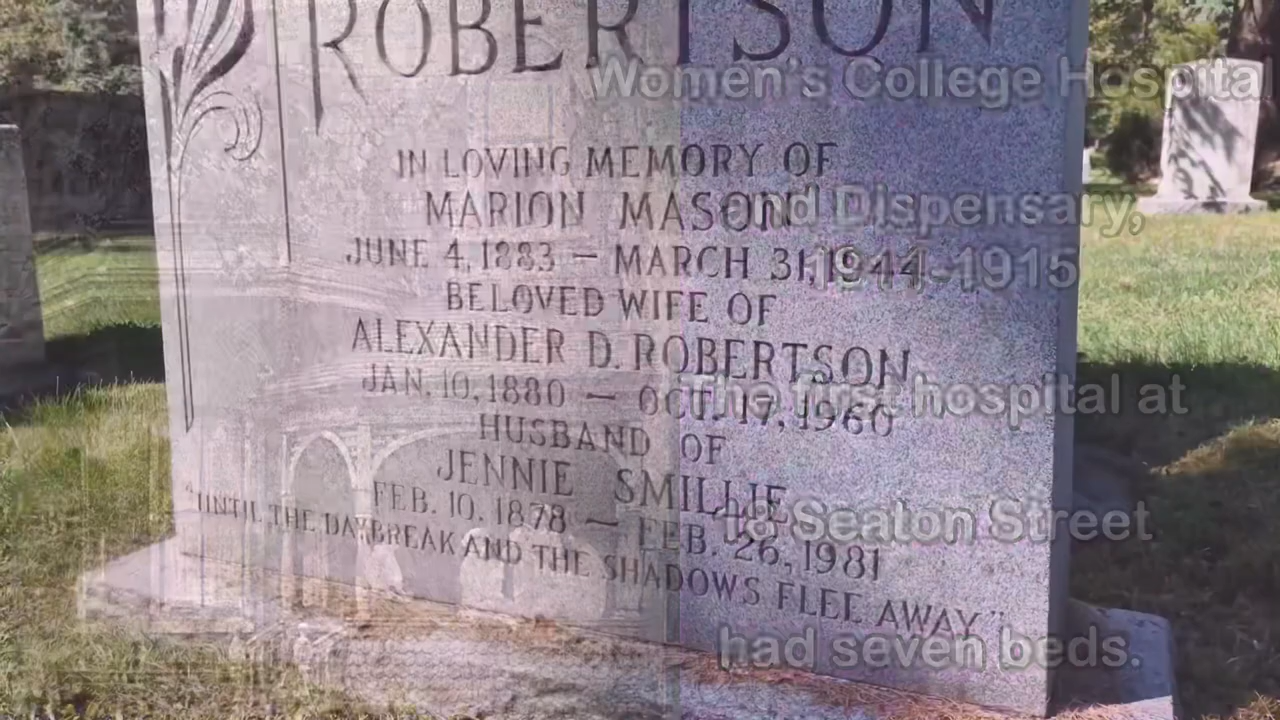 ROBERTSON
IN LOVING MEMORY OF
MARION MASON
JUNE 4, 1883 – MARCH 31, 1944
BELOVED WIFE OF
ALEXANDER D. ROBERTSON
JAN. 10, 1880 – OCT. 17, 1960
HUSBAND OF
JENNIE SMILLIE
FEB. 10, 1878 – FEB. 26, 1981
"UNTIL THE DAYBREAK AND THE SHADOWS FLEE AWAY"
Women's College Hospital
and Dispensary,
-1915
The first hospital at
18 Seaton Street
had seven beds.